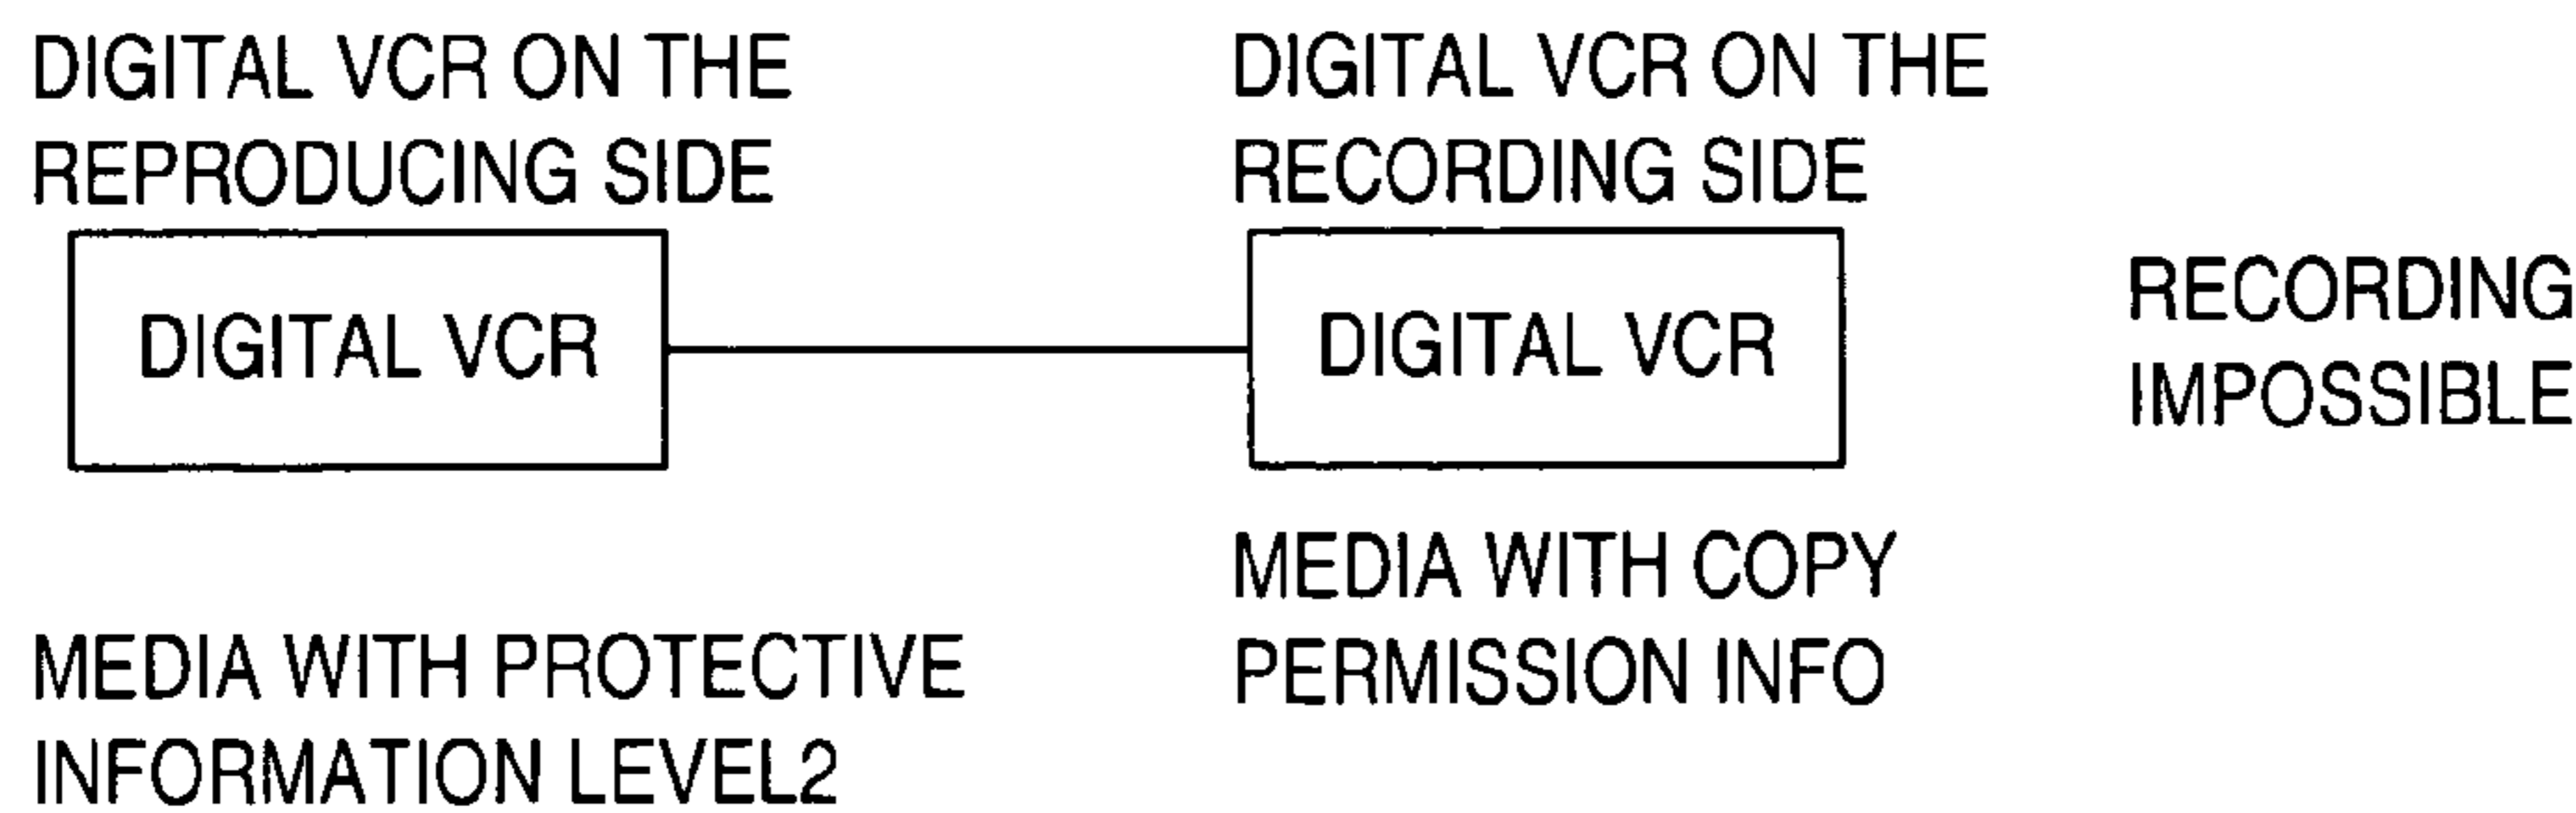 DIGITAL VCR ON THE
REPRODUCING SIDE
DIGITAL VCR
MEDIA WITH PROTECTIVE
INFORMATION LEVEL2
DIGITAL VCR ON THE
RECORDING SIDE
DIGITAL VCR
MEDIA WITH COPY
PERMISSION INFO
RECORDING
IMPOSSIBLE